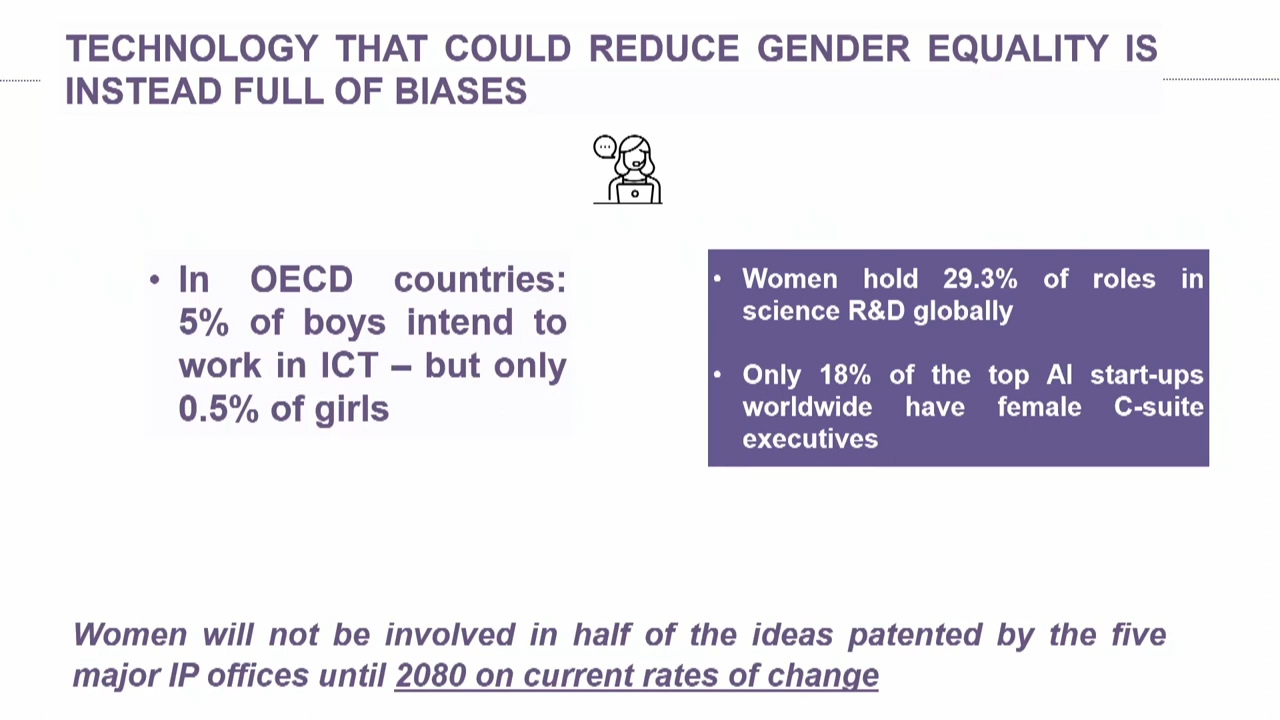 TECHNOLOGY THAT COULD REDUCE GENDER EQUALITY IS
INSTEAD FULL OF BIASES
• In OECD countries:
5% of boys intend to
work in ICT – but only
0.5% of girls
• Women hold 29.3% of roles in
science R&D globally
• Only 18% of the top AI start-ups
worldwide have female C-suite
executives
Women will not be involved in half of the ideas patented by the five
major IP offices until 2080 on current rates of change